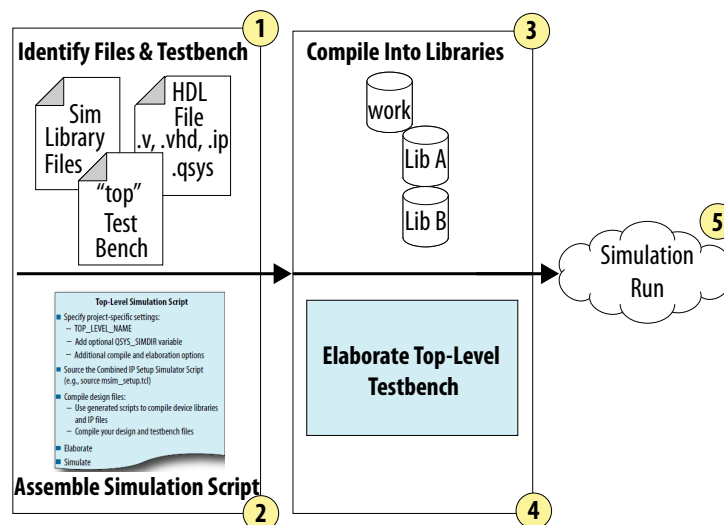 1
Identify Files & Testbench
Sim
Library
Files
HDL
File
.v, .vhd, .ip
.qsys
“top”
Test
Bench
Top-Level Simulation Script
■ Specify project-specific settings:
– TOP_LEVEL_NAME
– Add optional QSYS_SIMDIR variable
– Additional compile and elaboration options
■ Source the Combined IP Setup Simulator Script
(e.g., source msim_setup.tcl)
■ Compile design files:
– Use generated scripts to compile device libraries
and IP files
– Compile your design and testbench files
■ Elaborate
■ Simulate
Assemble Simulation Script
2
3
Compile Into Libraries
work
Lib A
Lib B
Elaborate Top-Level
Testbench
4
5
Simulation
Run